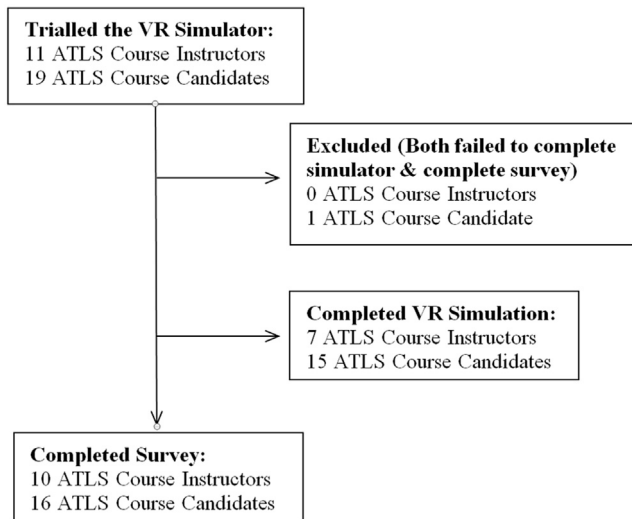 Trialled the VR Simulator:
11 ATLS Course Instructors
19 ATLS Course Candidates
Excluded (Both failed to complete
simulator & complete survey)
0 ATLS Course Instructors
1 ATLS Course Candidate
Completed VR Simulation:
7 ATLS Course Instructors
15 ATLS Course Candidates
Completed Survey:
10 ATLS Course Instructors
16 ATLS Course Candidates